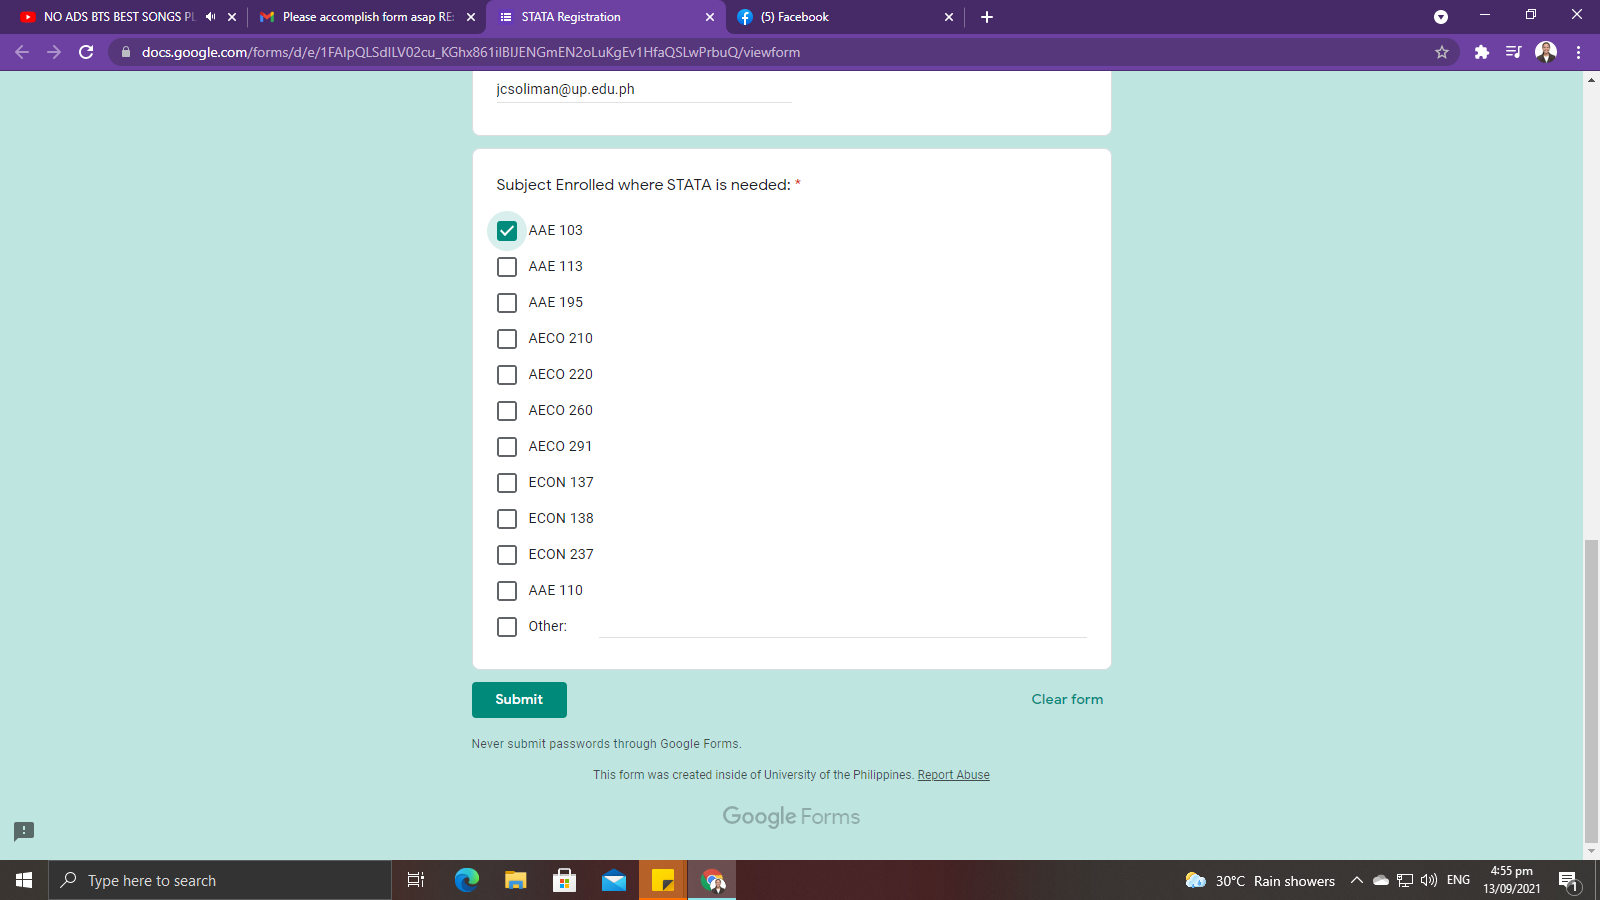 NO ADS BTS BEST SONGS PL
Please accomplish form asap RE:
STATA Registration
(5) Facebook
docs.google.com/forms/d/e/1FAIpQLSdILV02cu_KGhx861iIBIJENGmEN2oLuKgEv1HfaQSLwPrbuQ/viewform
jcsoliman@up.edu.ph
Subject Enrolled where STATA is needed: *
AAE 103
AAE 113
AAE 195
AECO 210
AECO 220
AECO 260
AECO 291
ECON 137
ECON 138
ECON 237
AAE 110
Other:
Submit
Clear form
Never submit passwords through Google Forms.
This form was created inside of University of the Philippines. Report Abuse
Google Forms
Type here to search
30°C Rain showers
ENG
4:55 pm
13/09/2021
1